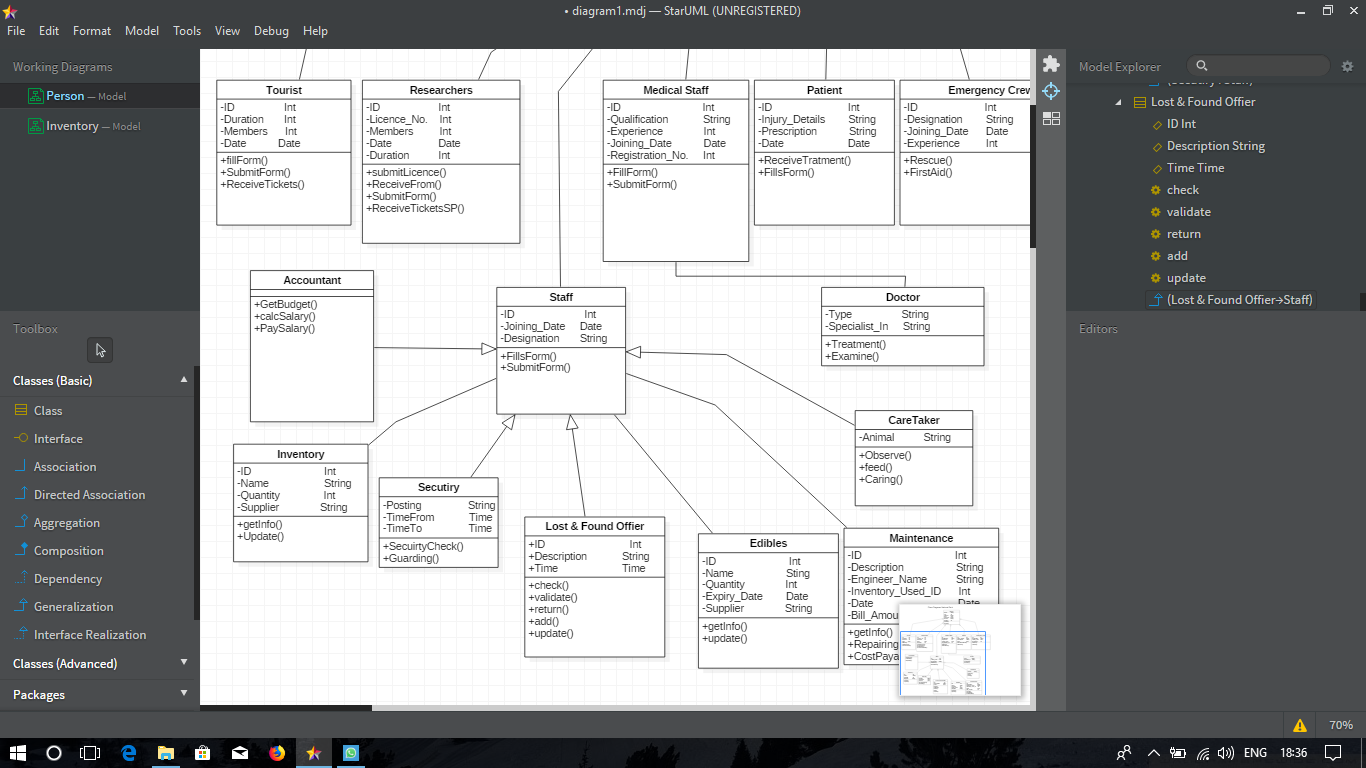 • diagram1.mdj — StarUML (UNREGISTERED)
File Edit Format Model Tools View Debug Help
Working Diagrams
Person — Model
Inventory — Model
Toolbox
Classes (Basic)
Class
Interface
Association
Directed Association
Aggregation
Composition
Dependency
Generalization
Interface Realization
Classes (Advanced)
Packages
Tourist
-ID Int
-Duration Int
-Members Int
-Date Date
+fillForm()
+SubmitForm()
+ReceiveTickets()
Researchers
-ID Int
-Licence_No. Int
-Members Int
-Date Date
-Duration Int
+submitLicence()
+ReceiveFrom()
+SubmitForm()
+ReceiveTicketsSP()
Medical Staff
-ID Int
-Qualification String
-Experience Int
-Joining_Date Date
-Registration_No. Int
+FillForm()
+SubmitForm()
Patient
-ID Int
-Injury_Details String
-Prescription String
-Date Date
+ReceiveTratment()
+FillsForm()
Emergency Crew
-ID Int
-Designation String
-Joining_Date Date
-Experience Int
+Rescue()
+FirstAid()
Accountant
+GetBudget()
+calcSalary()
+PaySalary()
Staff
-ID Int
-Joining_Date Date
-Designation String
+FillsForm()
+SubmitForm()
Doctor
-Type String
-Specialist_In String
+Treatment()
+Examine()
CareTaker
-Animal String
+Observe()
+feed()
+Caring()
Inventory
-ID Int
-Name String
-Quantity Int
-Supplier String
+getInfo()
+Update()
Secutiry
-Posting String
-TimeFrom Time
-TimeTo Time
+SecuirtyCheck()
+Guarding()
Lost & Found Offier
+ID Int
+Description String
+Time Time
+check()
+validate()
+return()
+add()
+update()
Edibles
-ID Int
-Name Sting
-Quantity Int
-Expiry_Date Date
-Supplier String
+getInfo()
+update()
Maintenance
-ID Int
-Description String
-Engineer_Name String
-Inventory_Used_ID Int
-Date Date
-Bill_Amou
+getInfo()
+Repairing
+CostPaya
Model Explorer
Lost & Found Offier
ID Int
Description String
Time Time
check
validate
return
add
update
(Lost & Found Offier→Staff)
Editors
70%
ENG 18:36